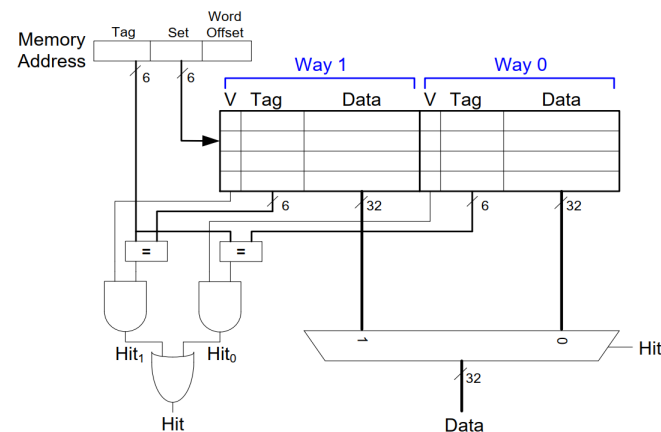 Memory Address
Tag
Set
Word Offset
6
6
Way 1
Way 0
V Tag Data V Tag Data
6
32
6
32
=
=
1
0
Hit₁
Hit₀
Hit
32
Hit
Data